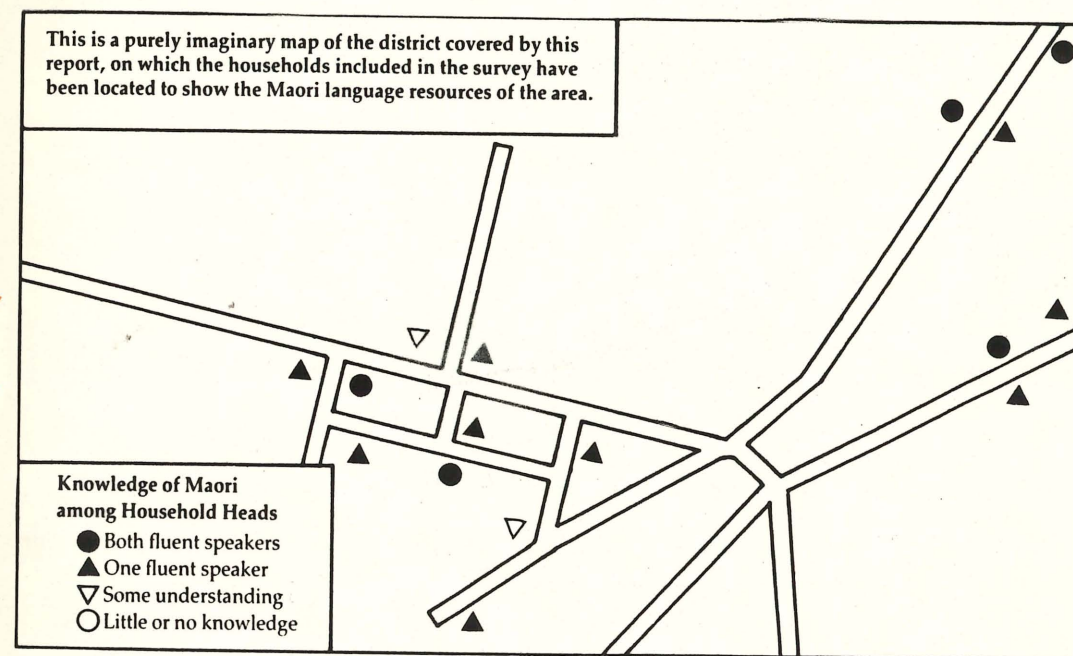 This is a purely imaginary map of the district covered by this
report, on which the households included in the survey have
been located to show the Maori language resources of the area.
Knowledge of Maori
among Household Heads
Both fluent speakers
One fluent speaker
Some understanding
Little or no knowledge